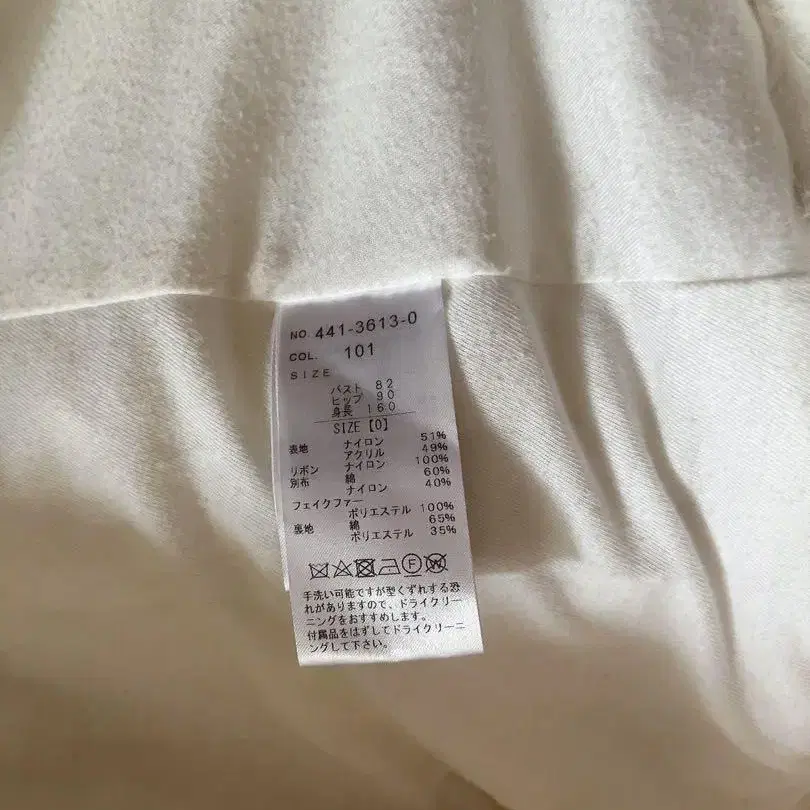 NO. 441-3613-0
COL. 101
SIZE
バスト 82
ヒップ 90
身長 160
SIZE [0]
表地 ナイロン 51%
アクリル 49%
リボン ナイロン 100%
別布 綿 60%
ナイロン 40%
フェイクファー
ポリエステル 100%
裏地 綿 65%
ポリエステル 35%
F W
手洗い可能ですが型くずれする恐
れがありますので、ドライクリー
ニングをおすすめします。
付属品をはずしてドライクリーニ
ングして下さい。